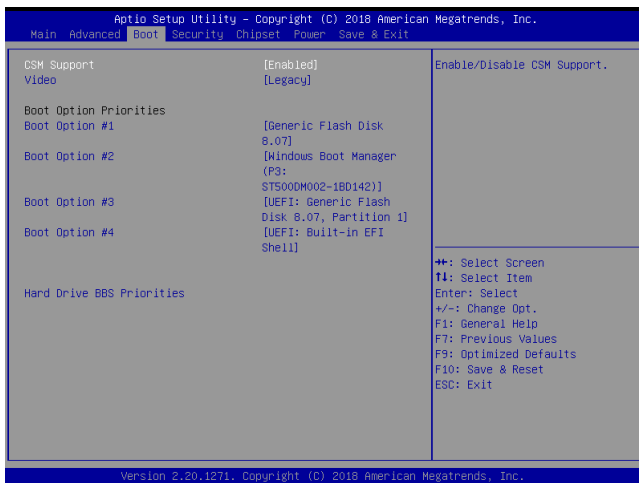 Aptio Setup Utility – Copyright (C) 2018 American Megatrends, Inc.
Main Advanced Boot Security Chipset Power Save & Exit
CSM Support [Enabled]
Video [Legacy]
Boot Option Priorities
Boot Option #1 [Generic Flash Disk
8.07]
Boot Option #2 [Windows Boot Manager
(P3:
ST500DM002-1BD142)]
Boot Option #3 [UEFI: Generic Flash
Disk 8.07, Partition 1]
Boot Option #4 [UEFI: Built-in EFI
Shell]
Hard Drive BBS Priorities
Enable/Disable CSM Support.
→←: Select Screen
↑↓: Select Item
Enter: Select
+/-: Change Opt.
F1: General Help
F7: Previous Values
F9: Optimized Defaults
F10: Save & Reset
ESC: Exit
Version 2.20.1271. Copyright (C) 2018 American Megatrends, Inc.